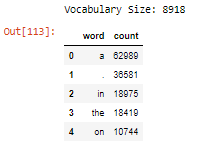 Vocabulary Size: 8918
Out[113]:
word count
0 a 62989
1 . 36581
2 in 18975
3 the 18419
4 on 10744